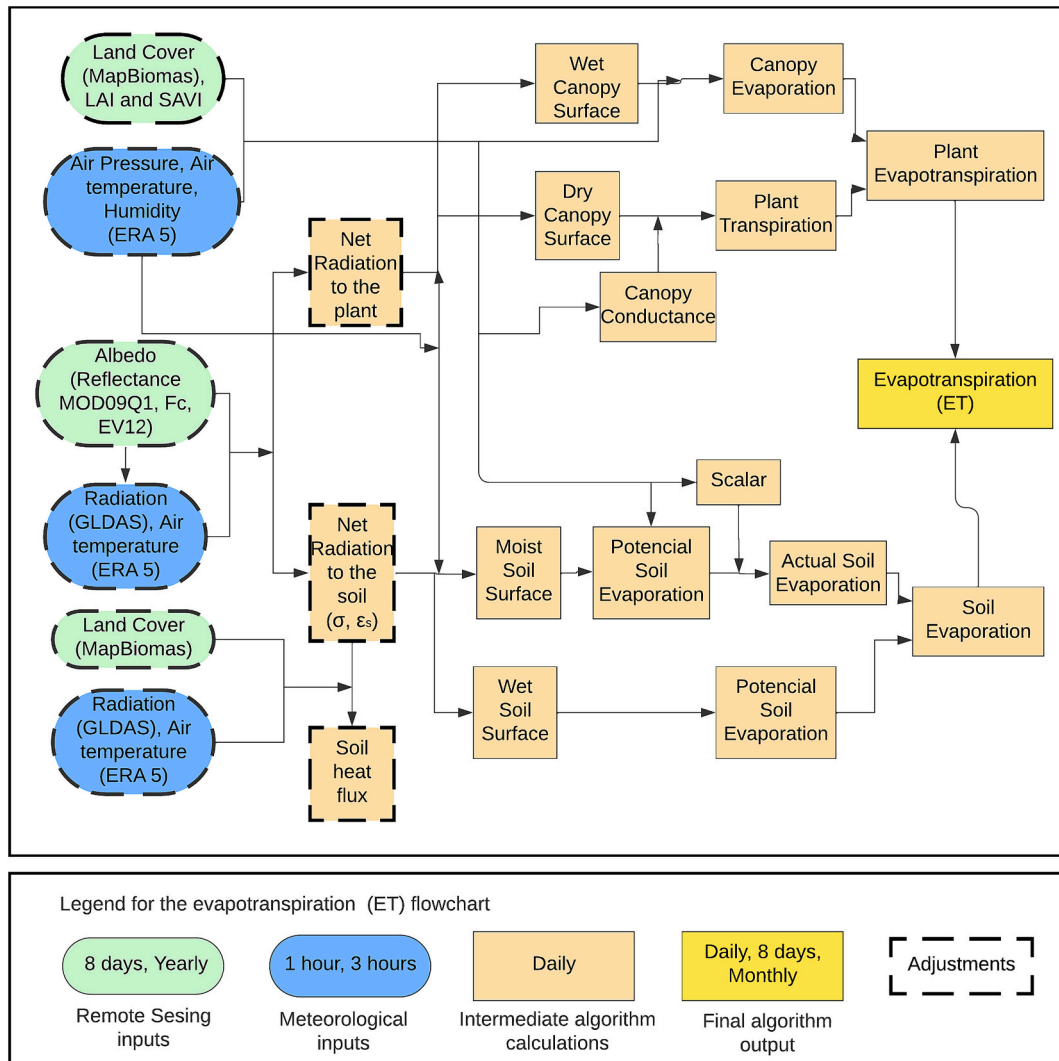 Land Cover
(MapBiomas),
LAI and SAVI
Air Pressure, Air
temperature,
Humidity
(ERA 5)
Albedo
(Reflectance
MOD09Q1, Fc,
EV12)
Radiation
(GLDAS), Air
temperature
(ERA 5)
Land Cover
(MapBiomas)
Radiation
(GLDAS), Air
temperature
(ERA 5)
Net
Radiation
to the
plant
Net
Radiation
to the
soil
(σ, εs)
Soil
heat
flux
Wet
Canopy
Surface
Canopy
Evaporation
Dry
Canopy
Surface
Plant
Transpiration
Canopy
Conductance
Plant
Evapotranspiration
Evapotranspiration
(ET)
Scalar
Moist
Soil
Surface
Potencial
Soil
Evaporation
Actual Soil
Evaporation
Soil
Evaporation
Wet
Soil
Surface
Potencial
Soil
Evaporation
Legend for the evapotranspiration (ET) flowchart
8 days, Yearly
Remote Sesing
inputs
1 hour, 3 hours
Meteorological
inputs
Daily
Intermediate algorithm
calculations
Daily, 8 days,
Monthly
Final algorithm
output
Adjustments